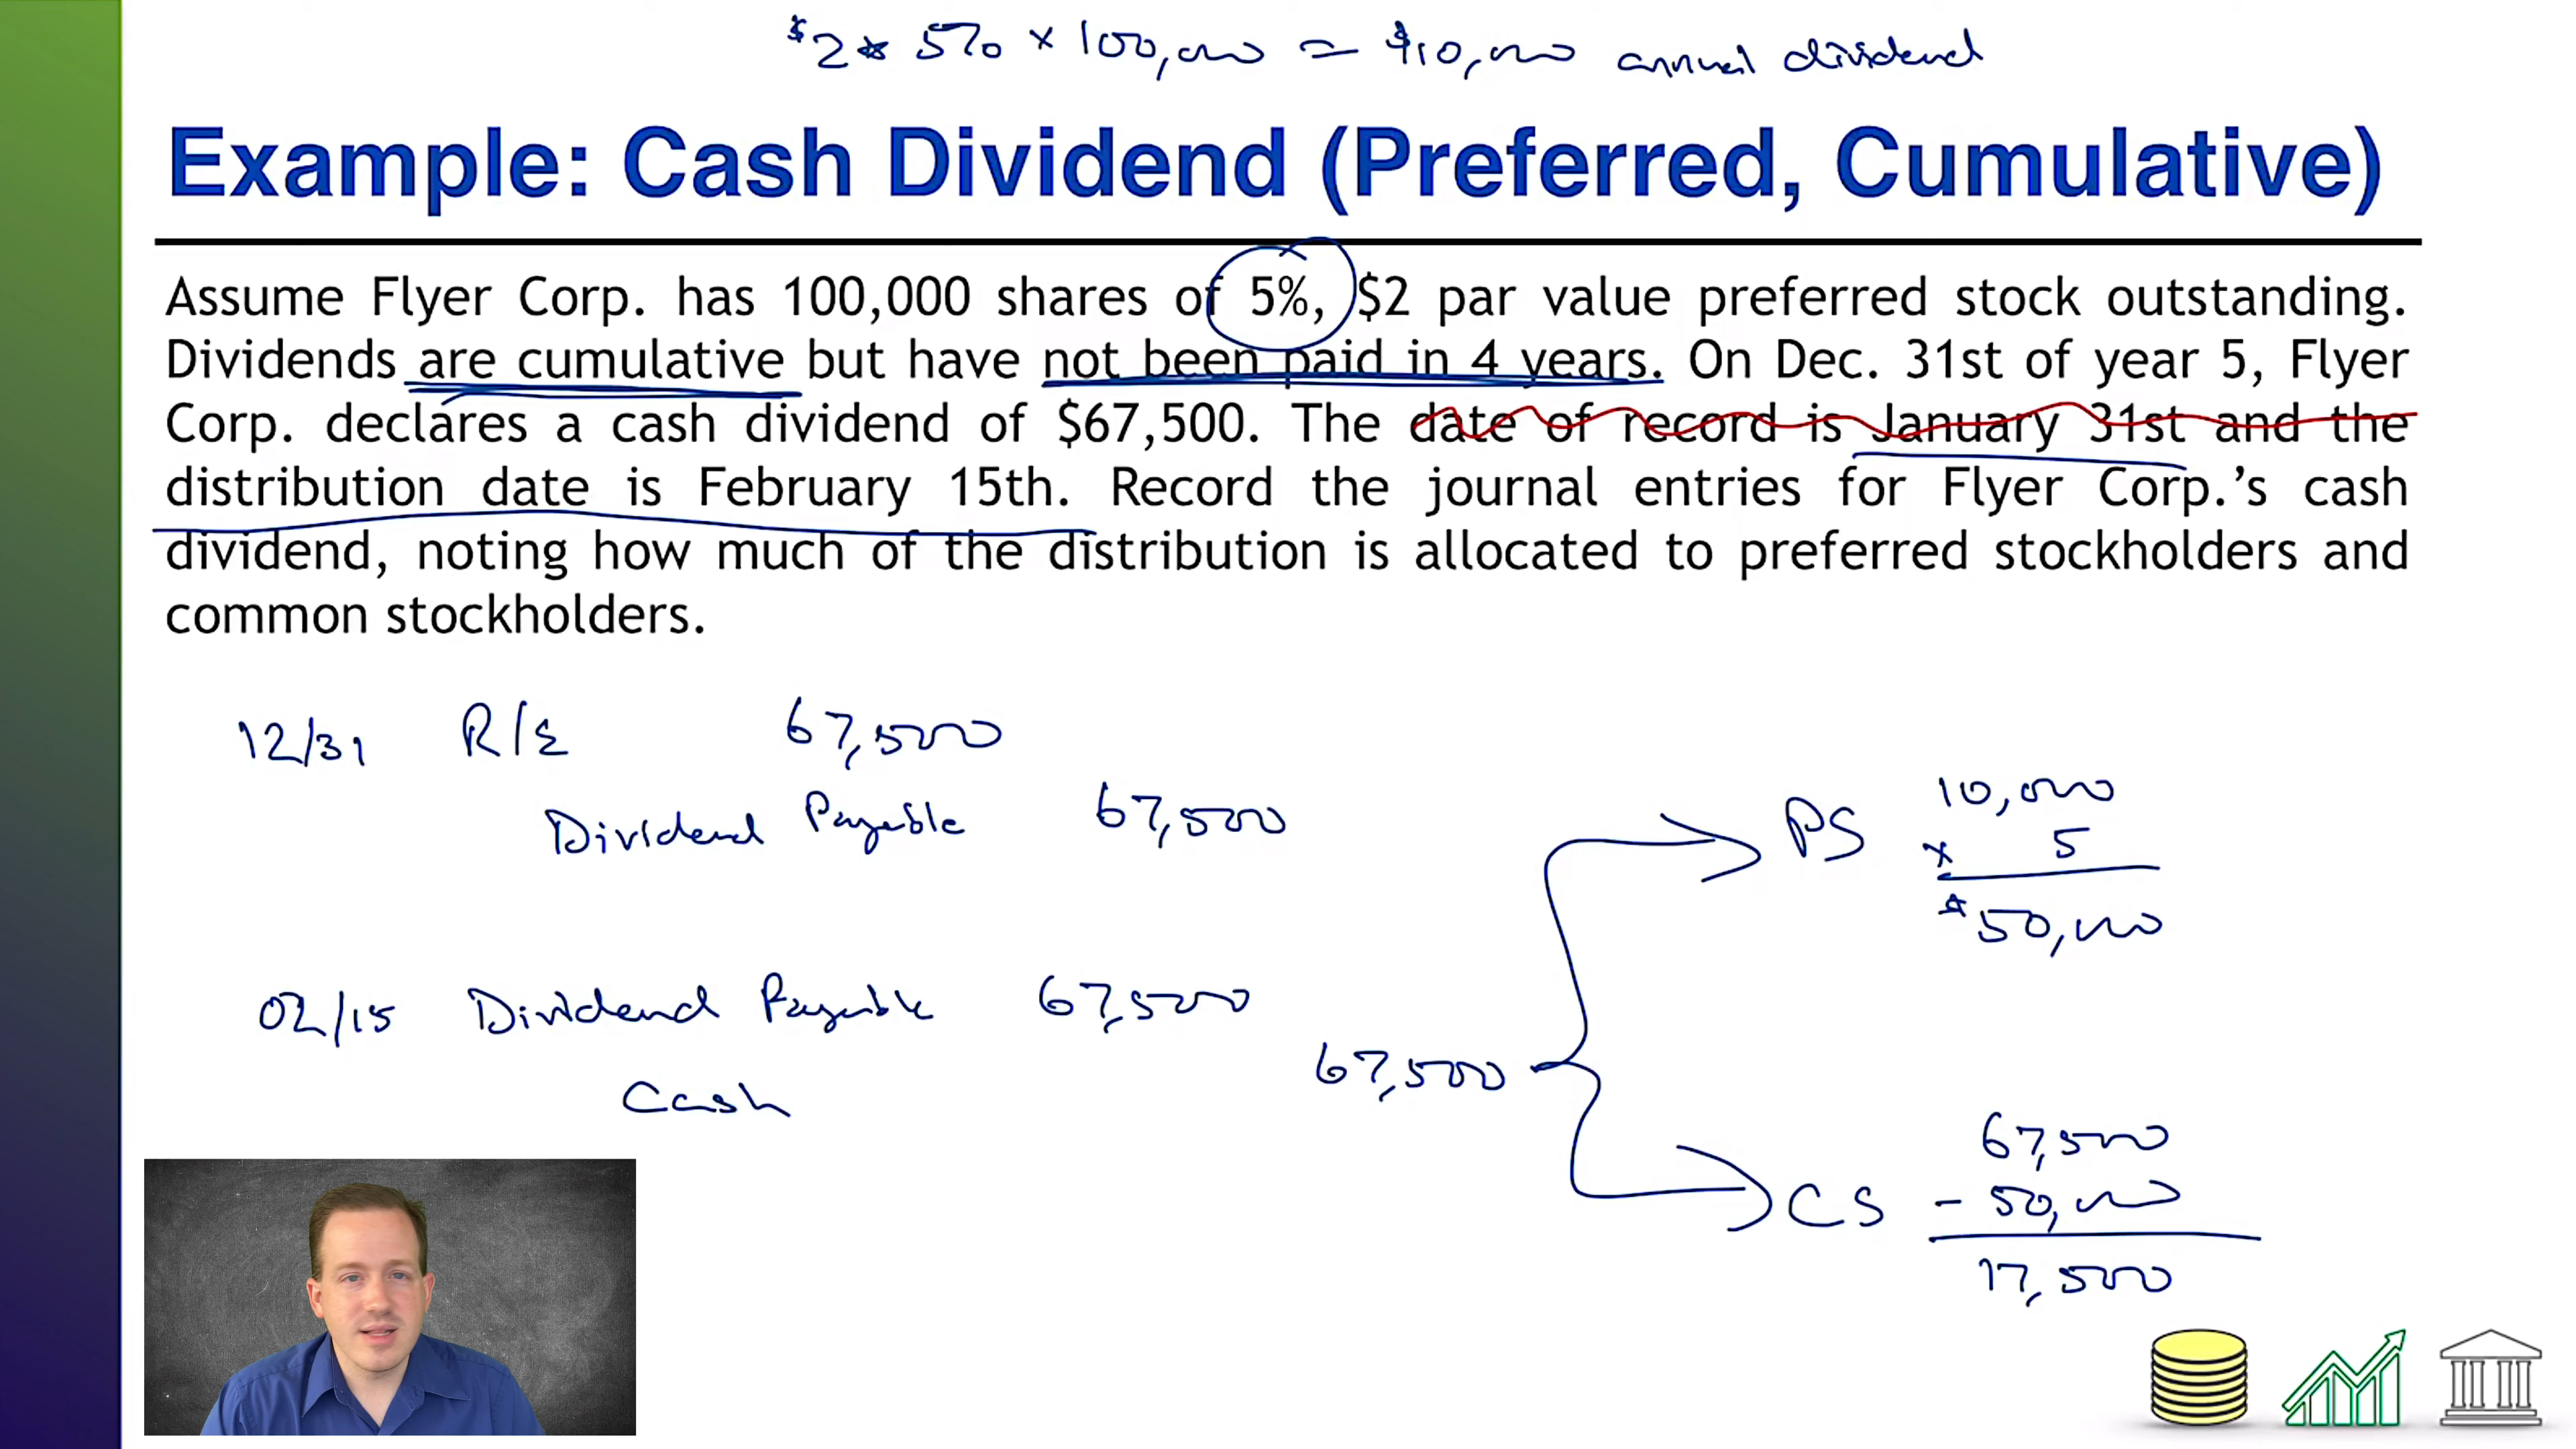 $2 * 5% × 100,000 = $10,000 annual dividend
Example: Cash Dividend (Preferred, Cumulative)
Assume Flyer Corp. has 100,000 shares of 5%, $2 par value preferred stock outstanding.
Dividends are cumulative but have not been paid in 4 years. On Dec. 31st of year 5, Flyer
Corp. declares a cash dividend of $67,500. The date of record is January 31st and the
distribution date is February 15th. Record the journal entries for Flyer Corp.’s cash
dividend, noting how much of the distribution is allocated to preferred stockholders and
common stockholders.
12/31 R/E 67,500
Dividend Payable 67,500
02/15 Dividend Payable 67,500
Cash
67,500
PS 10,000
× 5
$50,000
67,500
CS - 50,000
17,500